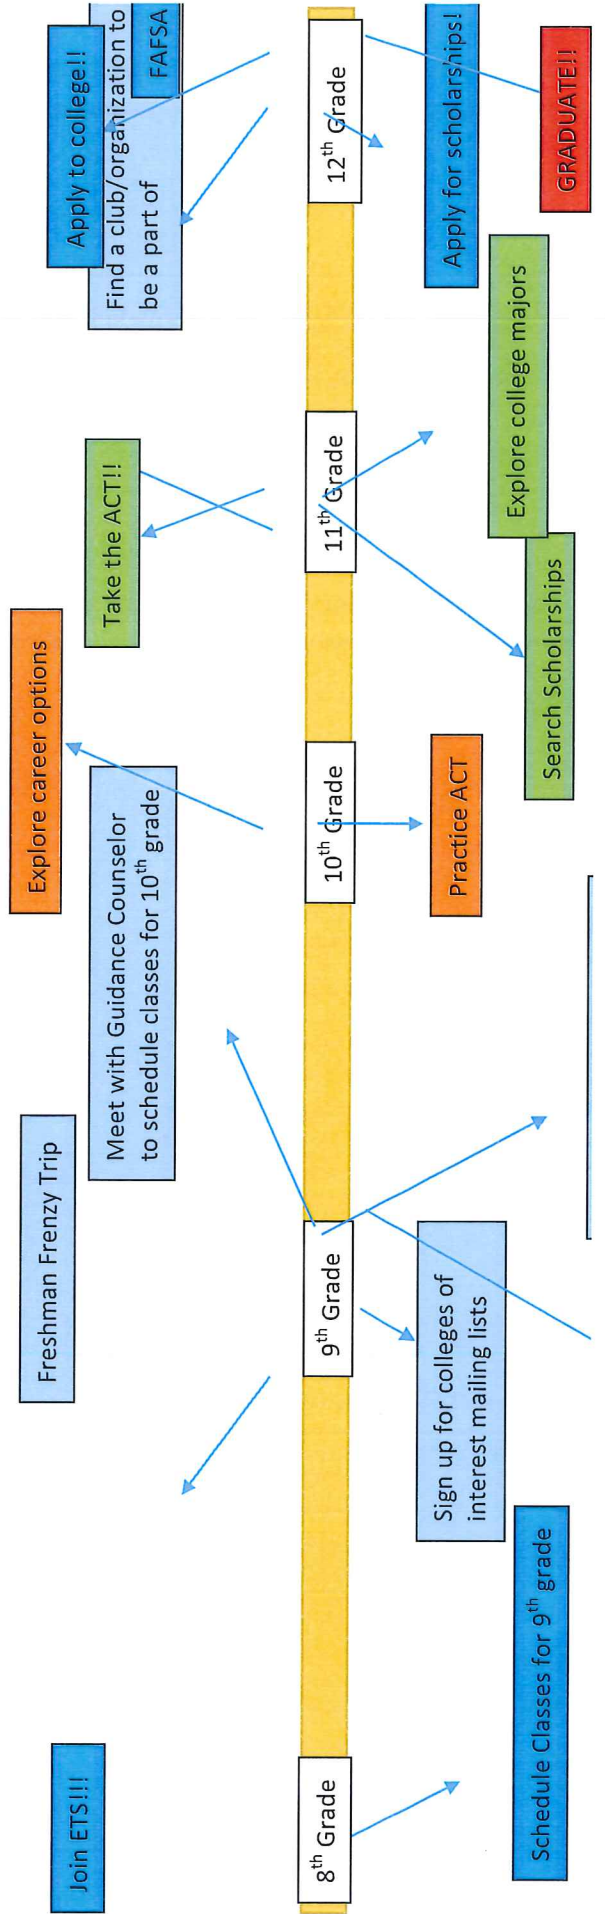 Join ETS!!!
Freshman Frenzy Trip
Meet with Guidance Counselor
to schedule classes for 10th grade
Explore career options
Take the ACT!!
Apply to college!!
Find a club/organization to
be a part of
FAFSA
8th Grade
9th Grade
10th Grade
11th Grade
12th Grade
Schedule Classes for 9th grade
Sign up for colleges of
interest mailing lists
Practice ACT
Search Scholarships
Explore college majors
Apply for scholarships!
GRADUATE!!